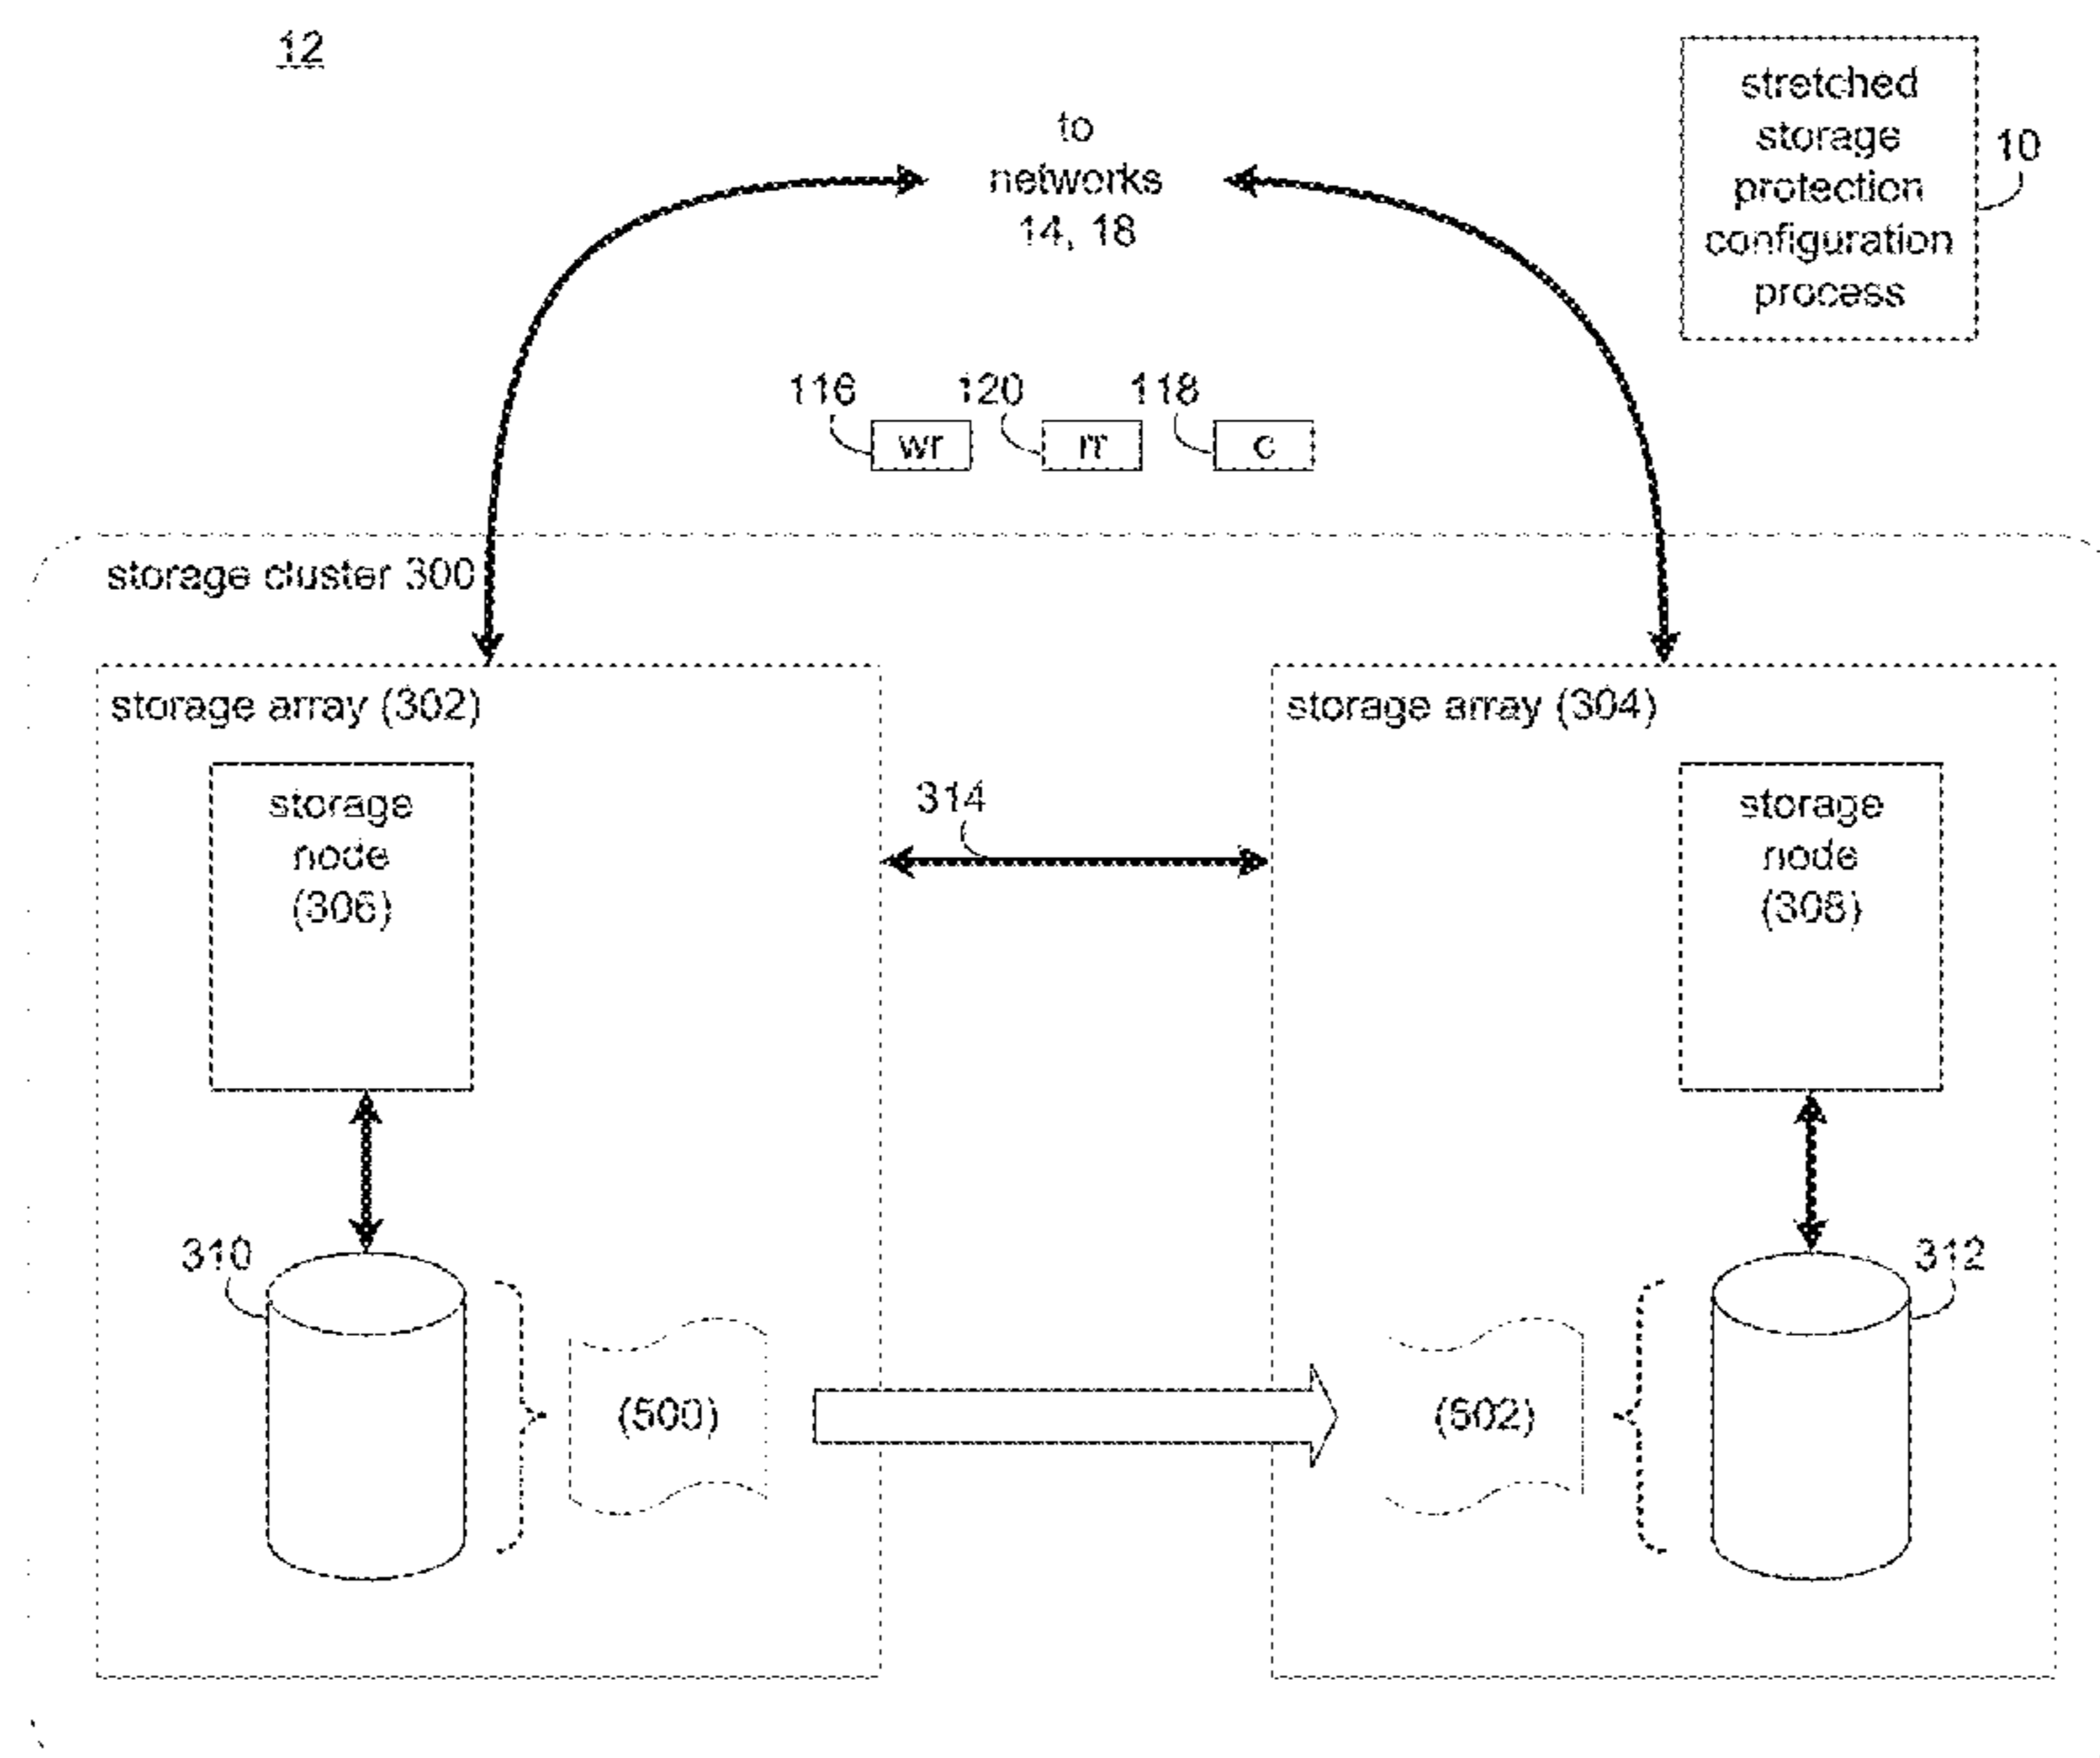 12
to
networks
14, 18
stretched
storage
protection
configuration
process
10
116
120
118
wr
rr
c
storage cluster 300
storage array (302)
storage array (304)
storage
node
(306)
314
storage
node
(308)
310
312
(500)
(502)